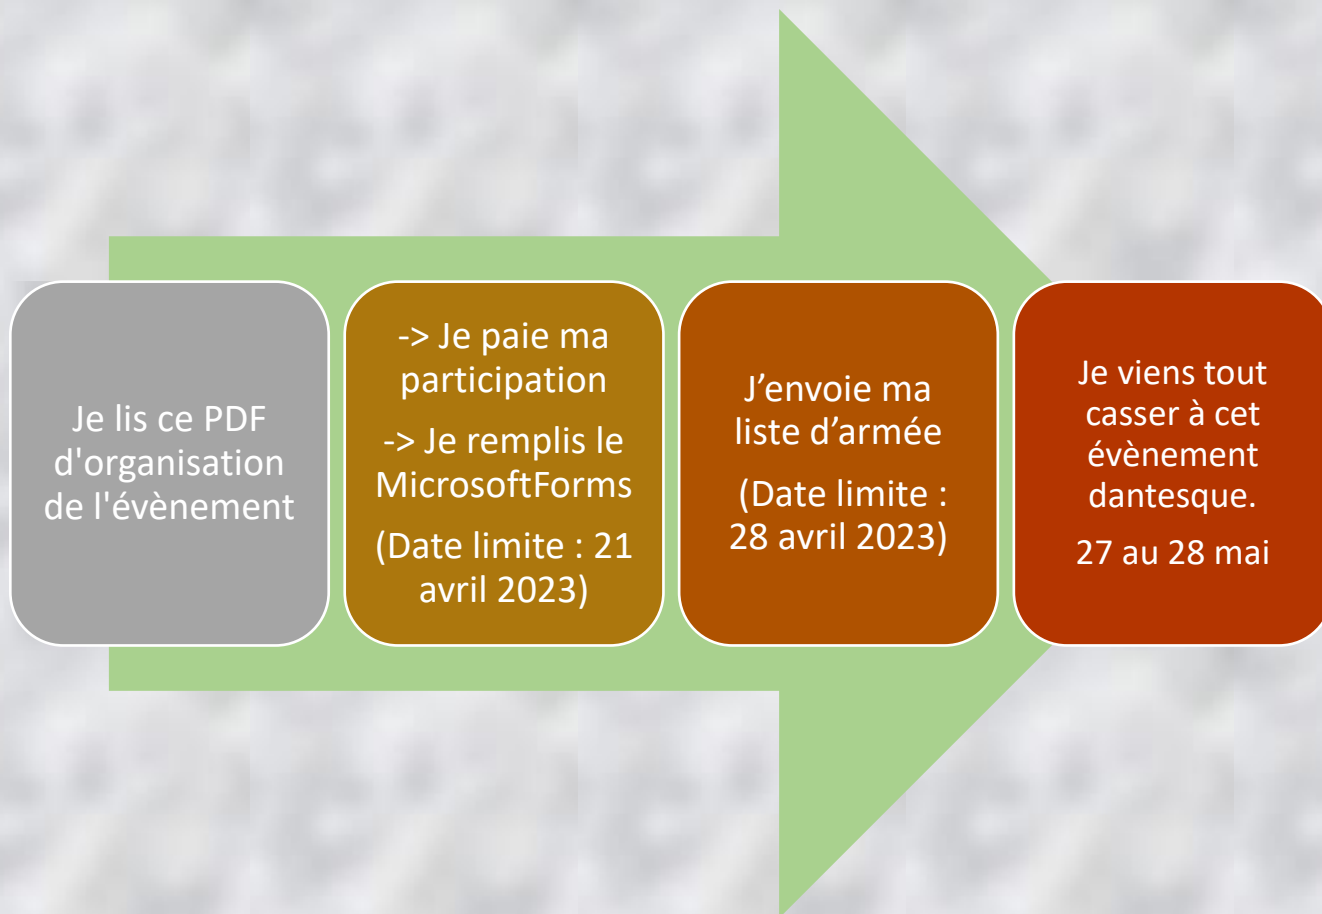 Je lis ce PDF
d'organisation
de l'évènement
-> Je paie ma
participation
-> Je remplis le
MicrosoftForms
(Date limite : 21
avril 2023)
J’envoie ma
liste d’armée
(Date limite :
28 avril 2023)
Je viens tout
casser à cet
évènement
dantesque.
27 au 28 mai